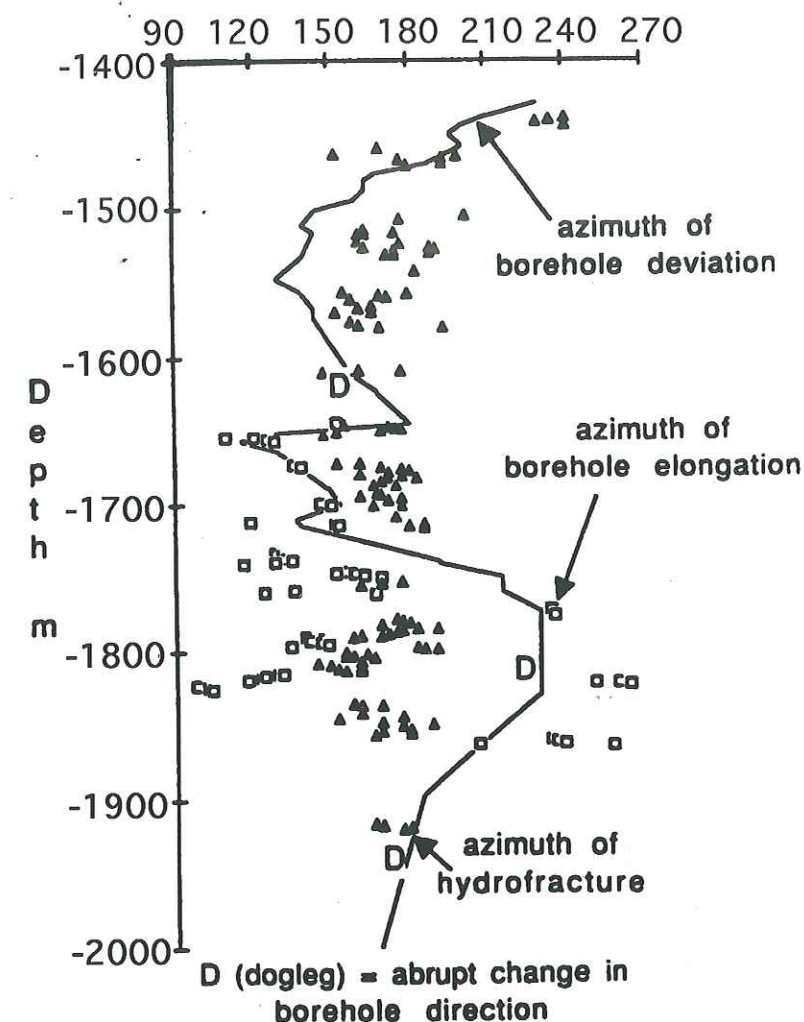 90 120 150 180 210 240 270
-1400
-1500
azimuth of
borehole deviation
-1600
D
Depth m
azimuth of
borehole elongation
-1700
-1800
D
-1900
D
azimuth of
hydrofracture
-2000
D (dogleg) = abrupt change in
borehole direction